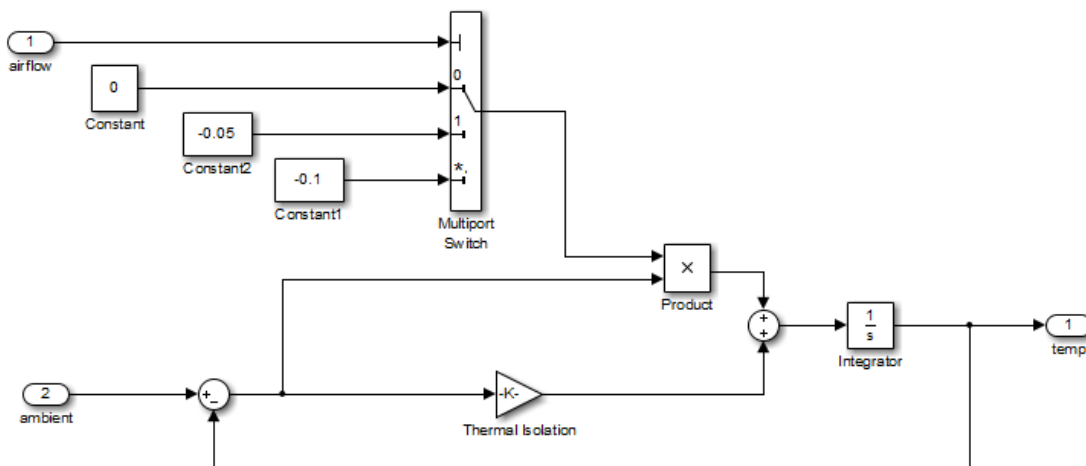 1
airflow
0
Constant
0
-0.05
Constant2
1
-0.1
Constant1
*,
Multiport
Switch
×
Product
+
+
1
s
Integrator
1
temp
2
ambient
+
−
-K-
Thermal Isolation